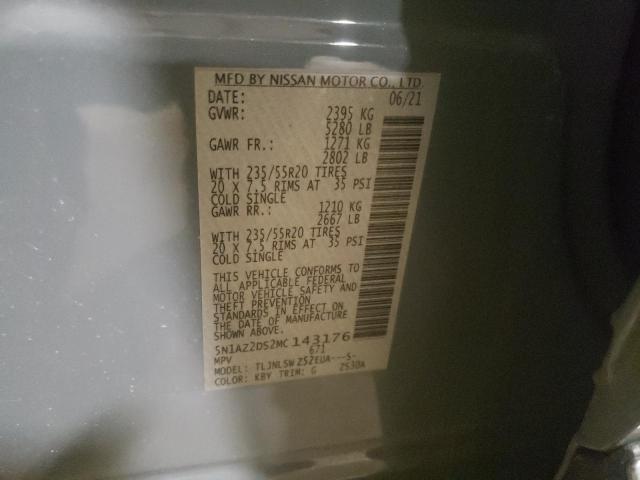 MFD BY NISSAN MOTOR CO., LTD.
DATE: 06/21
GVWR: 2395 KG
5280 LB
GAWR FR.: 1271 KG
2802 LB
WITH 235/55R20 TIRES
20 X 7.5 RIMS AT 35 PSI
COLD SINGLE
GAWR RR.: 1210 KG
2667 LB
WITH 235/55R20 TIRES
20 X 7.5 RIMS AT 35 PSI
COLD SINGLE
THIS VEHICLE CONFORMS TO
ALL APPLICABLE FEDERAL
MOTOR VEHICLE SAFETY AND
THEFT PREVENTION
STANDARDS IN EFFECT ON
THE DATE OF MANUFACTURE
SHOWN ABOVE.
5N1AZ2DS2MC143176
MPV 671
MODEL: TLJNLSWZ52EUA---S-
COLOR: KBY TRIM: G 2530A